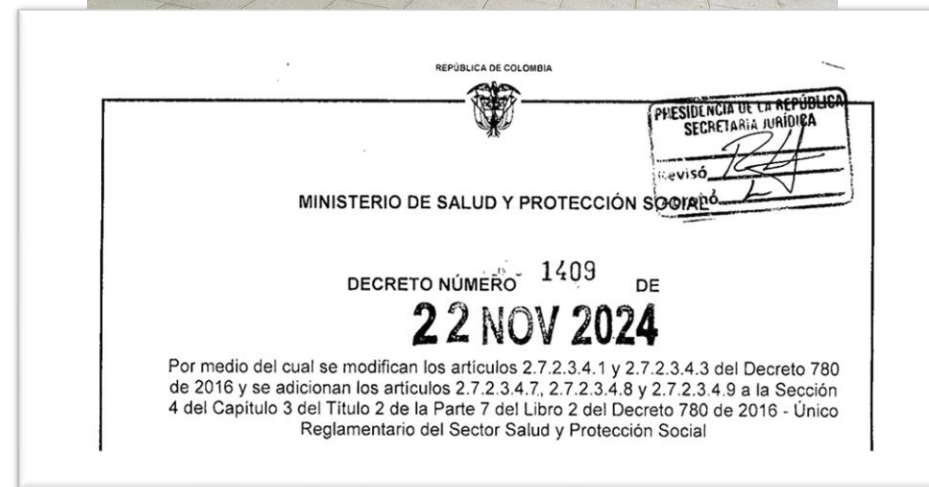 REPÚBLICA DE COLOMBIA
PRESIDENCIA DE LA REPÚBLICA
SECRETARIA JURÍDICA
Revisó
MINISTERIO DE SALUD Y PROTECCIÓN SOCIAL
DECRETO NÚMERO 1409 DE
22 NOV 2024
Por medio del cual se modifican los artículos 2.7.2.3.4.1 y 2.7.2.3.4.3 del Decreto 780
de 2016 y se adicionan los artículos 2.7.2.3.4.7, 2.7.2.3.4.8 y 2.7.2.3.4.9 a la Sección
4 del Capítulo 3 del Título 2 de la Parte 7 del Libro 2 del Decreto 780 de 2016 - Único
Reglamentario del Sector Salud y Protección Social